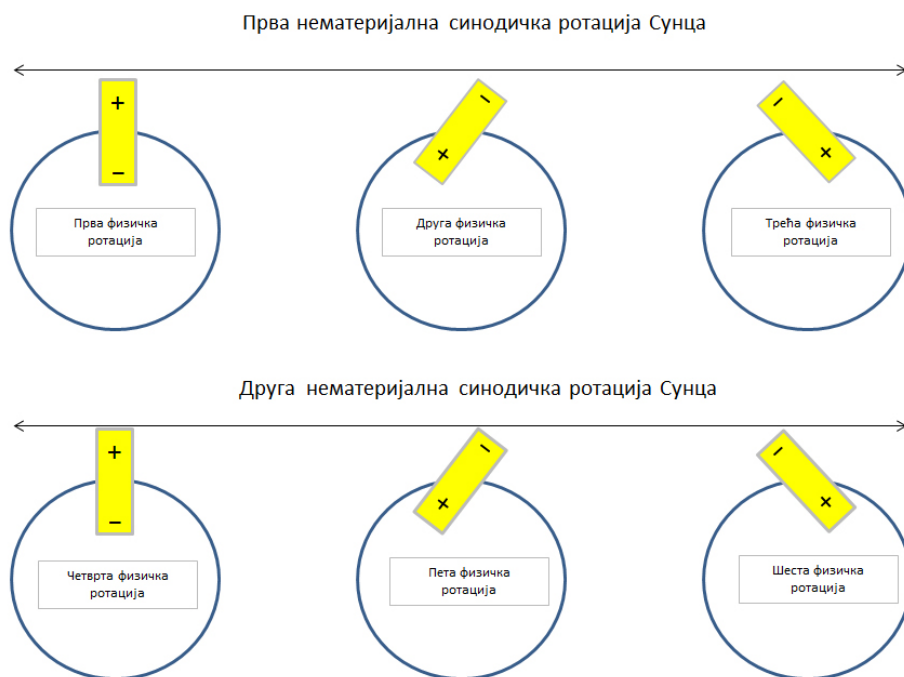 Прва нематеријална синодичка ротација Сунца
+
–
–
+
–
+
Прва физичка
ротација
Друга физичка
ротација
Трећа физичка
ротација
Друга нематеријална синодичка ротација Сунца
+
–
–
+
–
+
Четврта физичка
ротација
Пета физичка
ротација
Шеста физичка
ротација